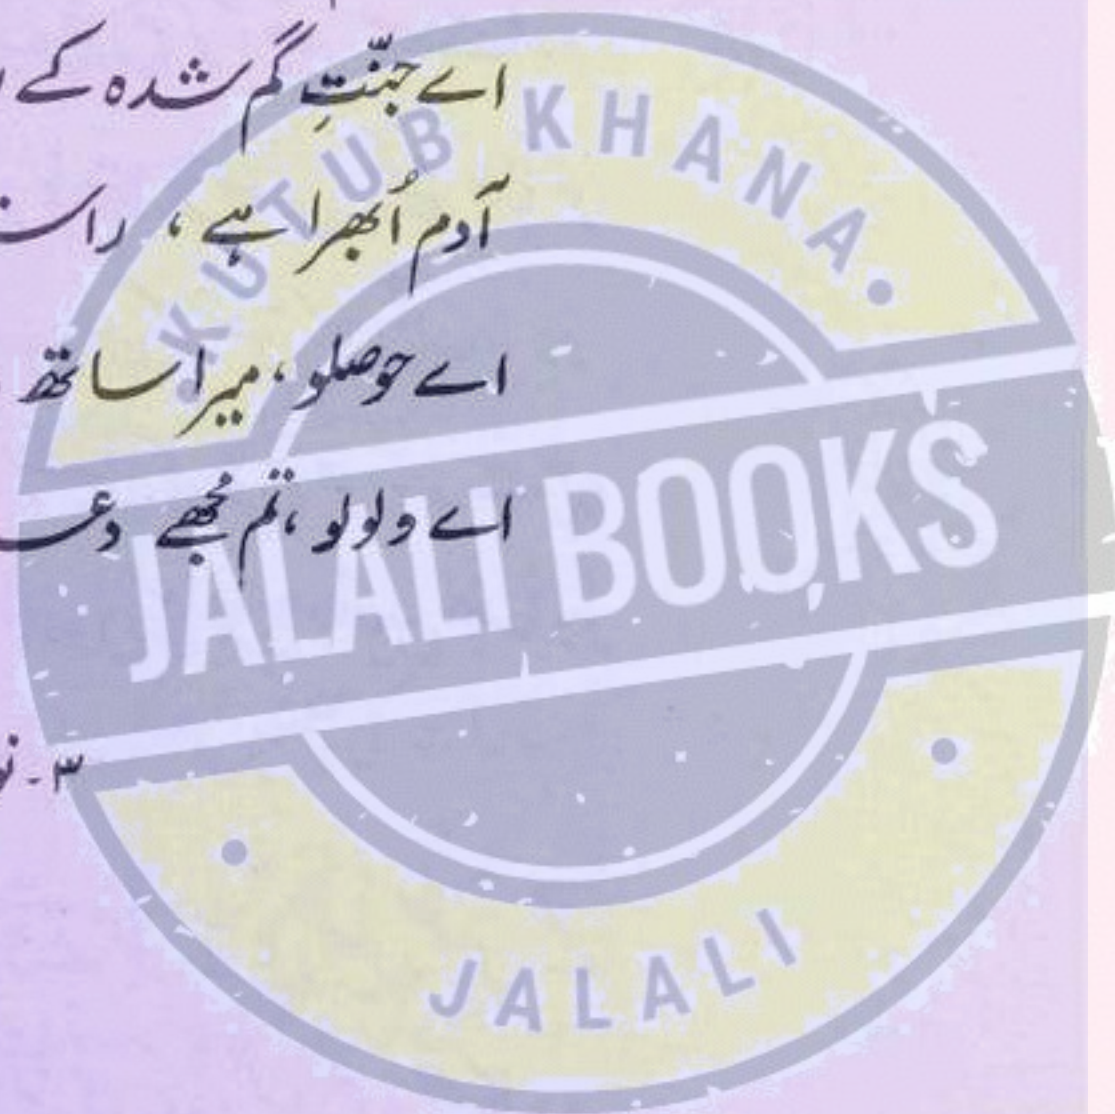 اے جنّتِ گم شدہ کے
آدم اُبھرا ہے ،
اے حوصلو ، میرا ساتھ
اے ولولو ، تم مجھے
۳ -
KUTUB KHANA
JALALI BOOKS
JALALI